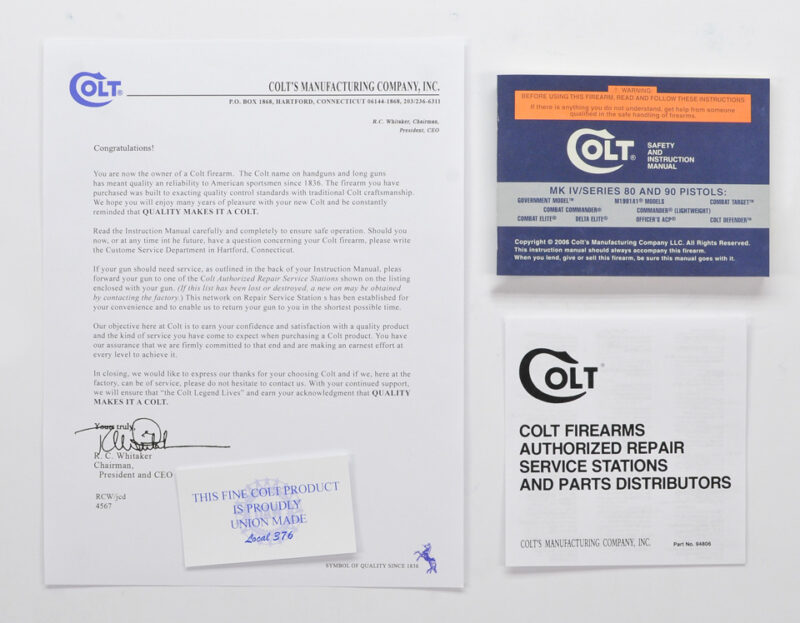 COLT®
COLT'S MANUFACTURING COMPANY, INC.
P.O. BOX 1868, HARTFORD, CONNECTICUT 06144-1868, 203/236-6311
R.C. Whitaker, Chairman,
President, CEO
Congratulations!
You are now the owner of a Colt firearm. The Colt name on handguns and long guns
has meant quality an reliability to American sportsmen since 1836. The firearm you have
purchased was built to exacting quality control standards with traditional Colt craftsmanship.
We hope you will enjoy many years of pleasure with your new Colt and be constantly
reminded that QUALITY MAKES IT A COLT.
Read the Instruction Manual carefully and completely to ensure safe operation. Should you
now, or at any time int he future, have a question concerning your Colt firearm, please write
the Custome Service Department in Hartford, Connecticut.
If your gun should need service, as outlined in the back of your Instruction Manual, pleas
forward your gun to one of the Colt Authorized Repair Service Stations shown on the listing
enclosed with your gun. (If this has been lost or destroyed, a new on may be obtained
by contacting the factory.) This network on Repair Service Station s has ben established for
your convenience and to enable us to return your gun to you in the shortest possible time.
Our objective here at Colt is to earn your confidence and satisfaction with a quality product
and the kind of service you have come to expect when purchasing a Colt product. You have
our assurance that we are firmly committed to that end and are making an earnest effort at
every level to achieve it.
In closing, we would like to express our thanks for your choosing Colt and if we, here at the
factory, can be of service, please do not hesitate to contact us. With your continued support,
we will ensure that "the Colt Legend Lives" and earn your acknowledgment that QUALITY
MAKES IT A COLT.
Yours truly,
R. C. Whitaker
Chairman,
President and CEO
RCW/jcd
4567
THIS FINE COLT PRODUCT
IS PROUDLY
UNION MADE
Local 376
SYMBOL OF QUALITY SINCE 1836
WARNING
BEFORE USING THIS FIREARM, READ AND FOLLOW THESE INSTRUCTIONS
If there is anything you do not understand, get help from someone
qualified in the safe handling of firearms.
COLT®
SAFETY
AND
INSTRUCTION
MANUAL
MK IV/SERIES 80 AND 90 PISTOLS:
GOVERNMENT MODEL™ M1991A1® MODELS COMBAT TARGET™
COMBAT COMMANDER® COMMANDER® (LIGHTWEIGHT)
COMBAT ELITE® DELTA ELITE® OFFICER'S ACP® COLT DEFENDER™
Copyright © 2006 Colt's Manufacturing Company LLC. All Rights Reserved.
This instruction manual should always accompany this firearm.
When you lend, give or sell this firearm, be sure this manual goes with it.
COLT®
COLT FIREARMS
AUTHORIZED REPAIR
SERVICE STATIONS
AND PARTS DISTRIBUTORS
COLT'S MANUFACTURING COMPANY, INC.
Part No. 94806